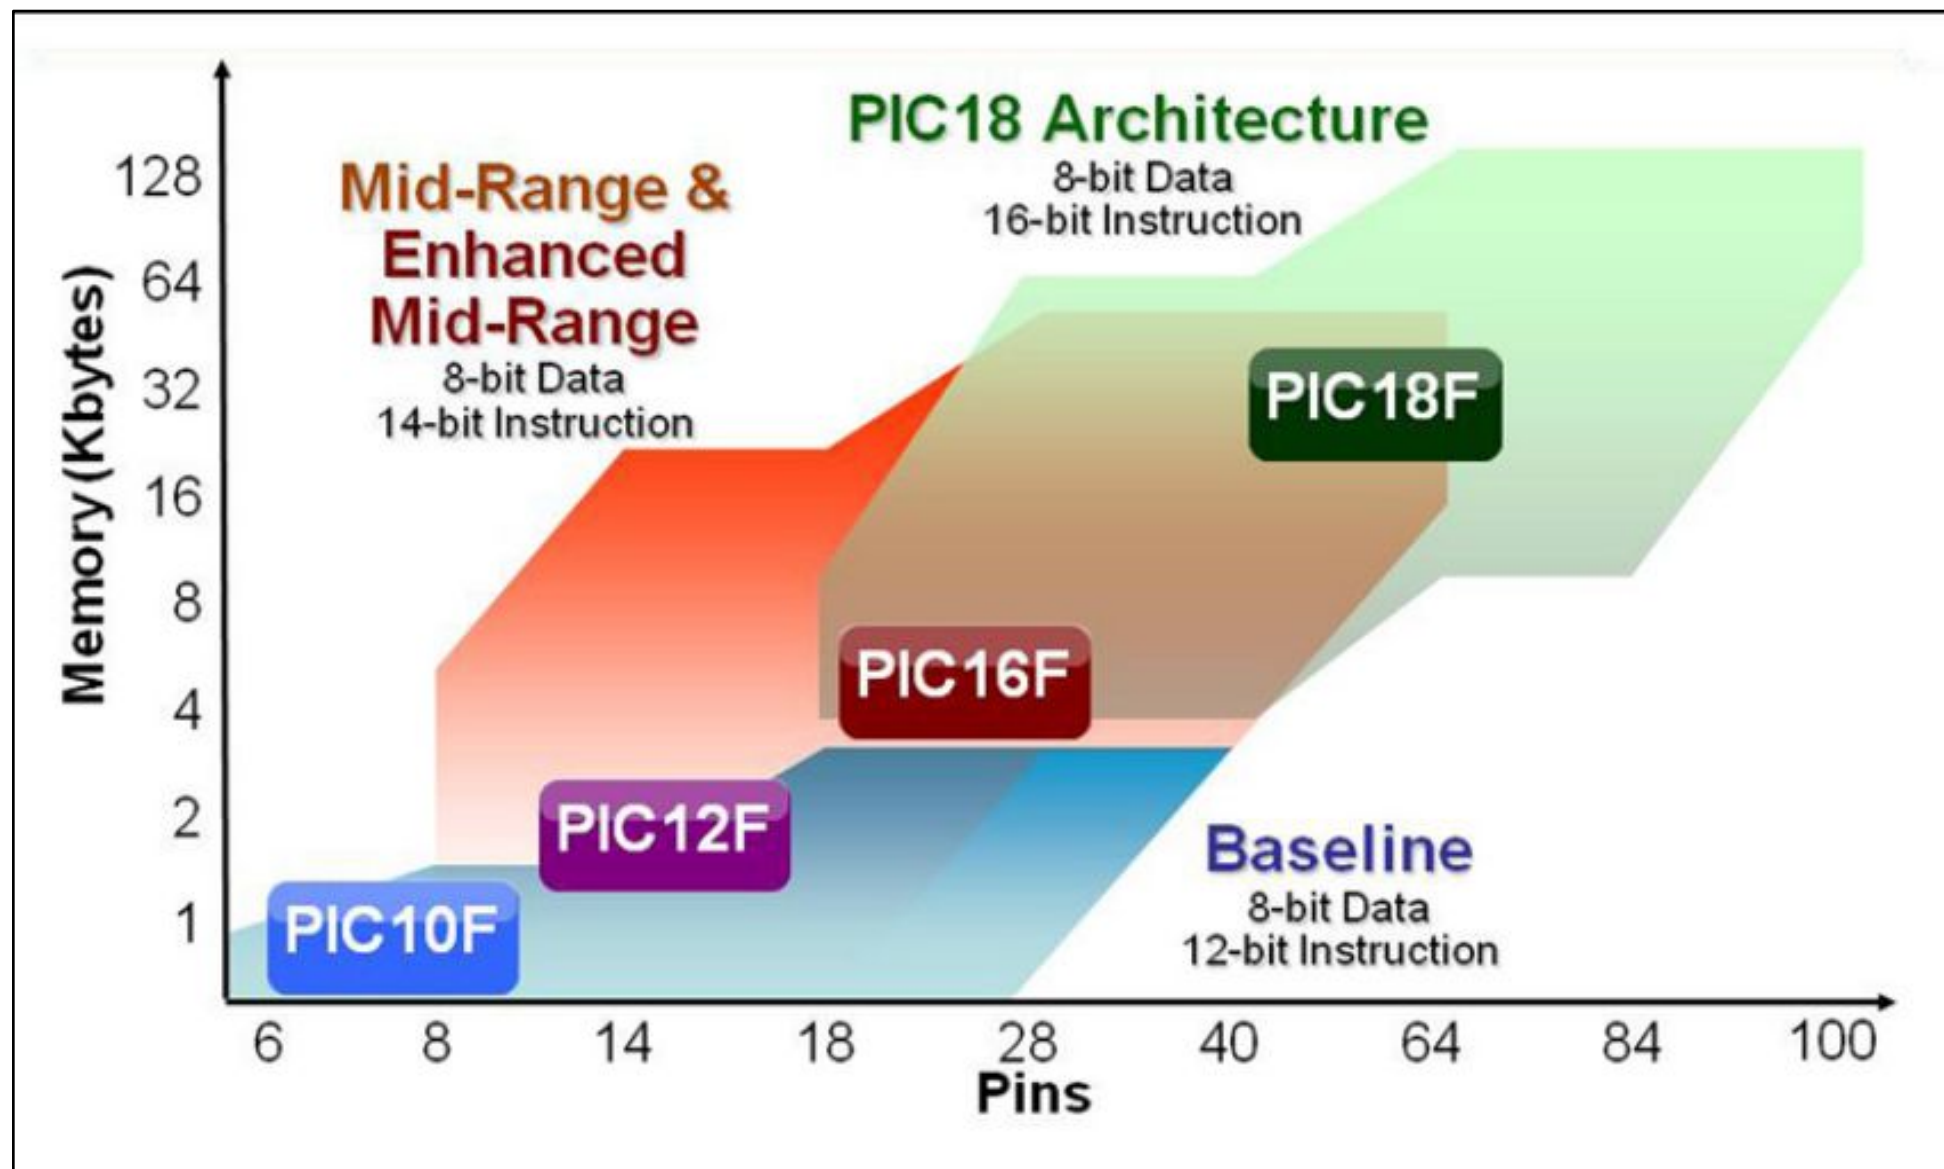 PIC18 Architecture
8-bit Data
16-bit Instruction
Mid-Range &
Enhanced
Mid-Range
8-bit Data
14-bit Instruction
Memory (Kbytes)
128
64
32
16
8
4
2
1
PIC18F
PIC16F
PIC12F
PIC10F
Baseline
8-bit Data
12-bit Instruction
6 8 14 18 28 40 64 84 100
Pins